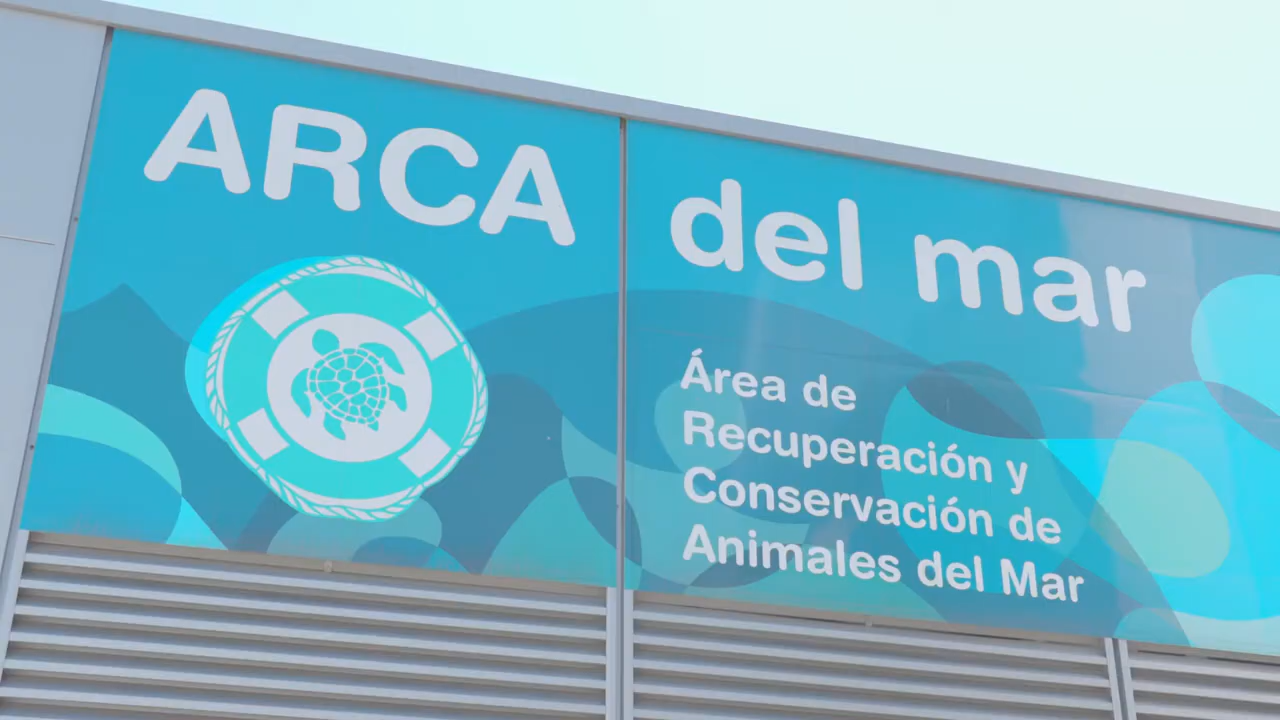 ARCA del mar
Área de
Recuperación y
Conservación de
Animales del Mar